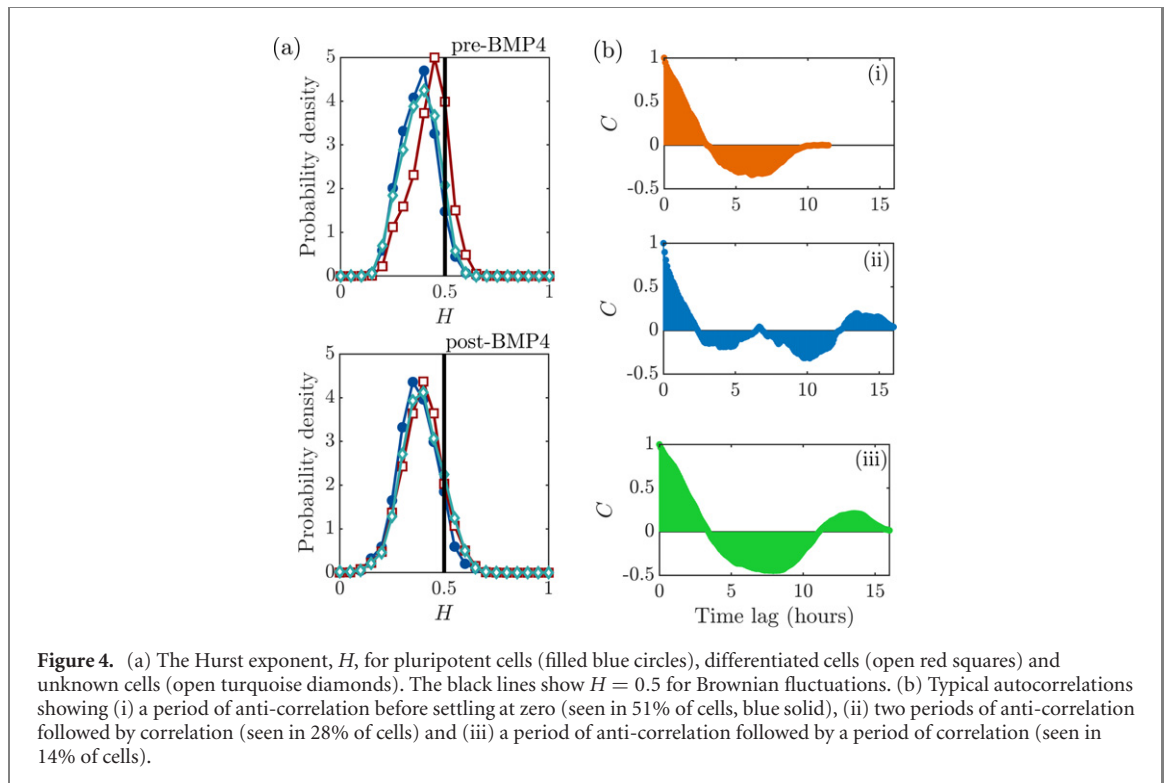 (a)
pre-BMP4
5
4
3
2
1
0
Probability density
0
0.5
1
H
post-BMP4
5
4
3
2
1
0
Probability density
0
0.5
1
H
(b)
(i)
1
0.5
0
-0.5
C
0
5
10
15
(ii)
1
0.5
0
-0.5
C
0
5
10
15
(iii)
1
0.5
0
-0.5
C
0
5
10
15
Time lag (hours)
Figure 4. (a) The Hurst exponent, H, for pluripotent cells (filled blue circles), differentiated cells (open red squares) and
unknown cells (open turquoise diamonds). The black lines show H = 0.5 for Brownian fluctuations. (b) Typical autocorrelations
showing (i) a period of anti-correlation before settling at zero (seen in 51% of cells, blue solid), (ii) two periods of anti-correlation
followed by correlation (seen in 28% of cells) and (iii) a period of anti-correlation followed by a period of correlation (seen in
14% of cells).